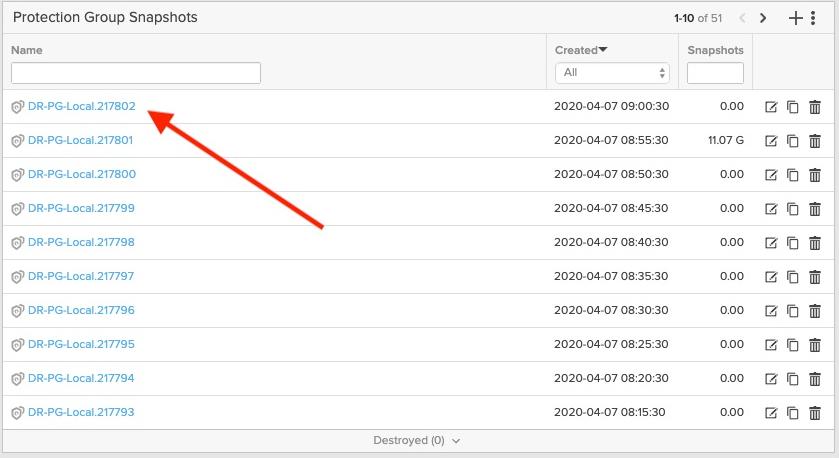 Protection Group Snapshots 1-10 of 51
Name Created Snapshots
All
DR-PG-Local.217802 2020-04-07 09:00:30 0.00
DR-PG-Local.217801 2020-04-07 08:55:30 11.07 G
DR-PG-Local.217800 2020-04-07 08:50:30 0.00
DR-PG-Local.217799 2020-04-07 08:45:30 0.00
DR-PG-Local.217798 2020-04-07 08:40:30 0.00
DR-PG-Local.217797 2020-04-07 08:35:30 0.00
DR-PG-Local.217796 2020-04-07 08:30:30 0.00
DR-PG-Local.217795 2020-04-07 08:25:30 0.00
DR-PG-Local.217794 2020-04-07 08:20:30 0.00
DR-PG-Local.217793 2020-04-07 08:15:30 0.00
Destroyed (0)